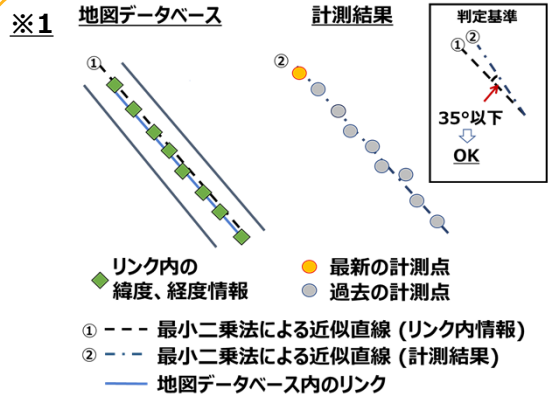 ※1
地図データベース
計測結果
判定基準
①
②
①
②
35°以下
OK
リンク内の
緯度、経度情報
最新の計測点
過去の計測点
① 最小二乗法による近似直線 (リンク内情報)
② 最小二乗法による近似直線 (計測結果)
地図データベース内のリンク